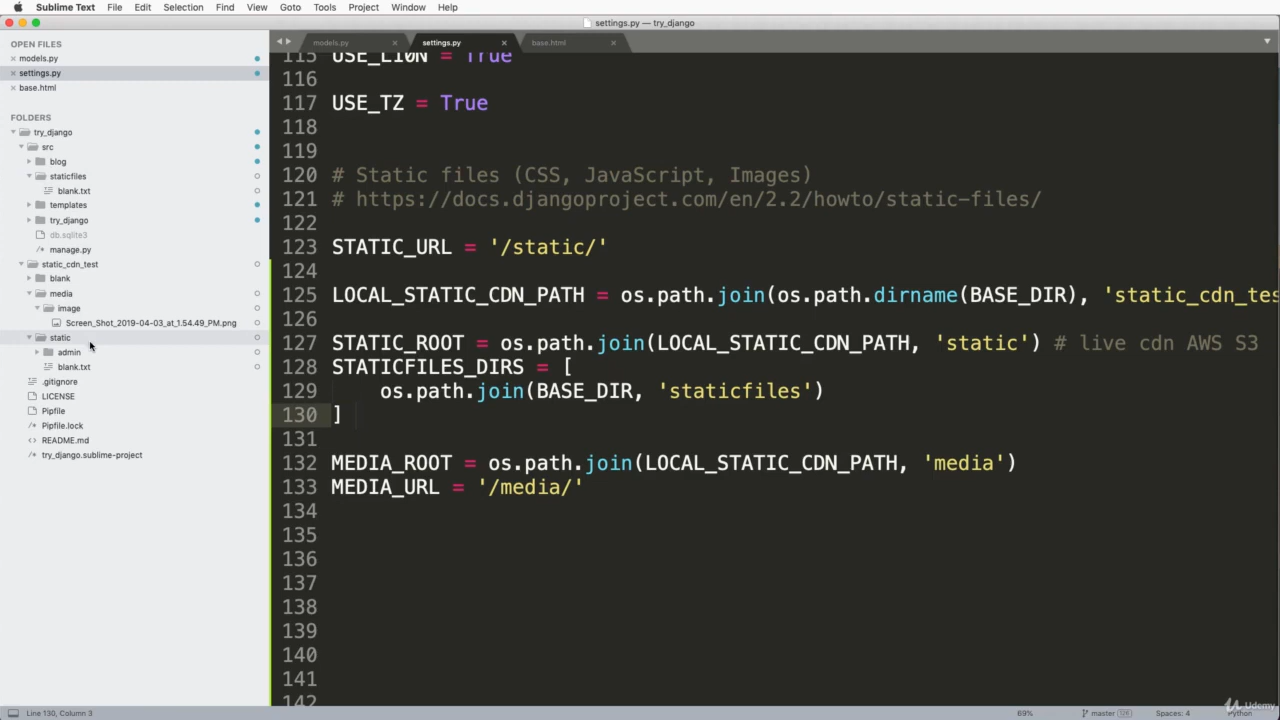 Sublime Text File Edit Selection Find View Goto Tools Project Window Help
settings.py — try_django
OPEN FILES
models.py
settings.py
base.html
FOLDERS
try_django
src
blog
staticfiles
blank.txt
templates
try_django
db.sqlite3
manage.py
static_cdn_test
blank
media
image
Screen_Shot_2019-04-03_at_1.54.49_PM.png
static
admin
blank.txt
.gitignore
LICENSE
Pipfile
Pipfile.lock
README.md
try_django.sublime-project
models.py settings.py base.html
115 USE_L10N = True
116
117 USE_TZ = True
118
119
120 # Static files (CSS, JavaScript, Images)
121 # https://docs.djangoproject.com/en/2.2/howto/static-files/
122
123 STATIC_URL = '/static/'
124
125 LOCAL_STATIC_CDN_PATH = os.path.join(os.path.dirname(BASE_DIR), 'static_cdn_tes
126
127 STATIC_ROOT = os.path.join(LOCAL_STATIC_CDN_PATH, 'static') # live cdn AWS S3
128 STATICFILES_DIRS = [
129 os.path.join(BASE_DIR, 'staticfiles')
130 ]
131
132 MEDIA_ROOT = os.path.join(LOCAL_STATIC_CDN_PATH, 'media')
133 MEDIA_URL = '/media/'
134
135
136
137
138
139
140
141
142
Line 130, Column 3 69% master Spaces: 4 Python
Udemy